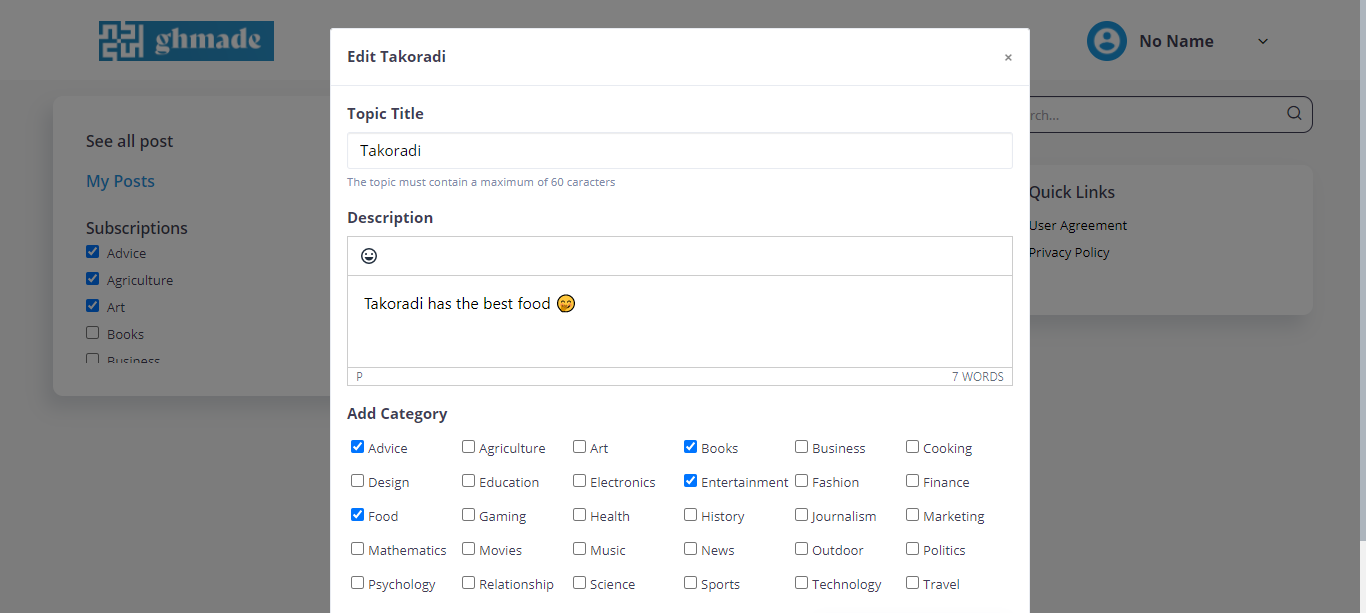 ghmade
No Name
Edit Takoradi
×
Topic Title
Takoradi
The topic must contain a maximum of 60 caracters
Description
Takoradi has the best food 😋
P 7 WORDS
Add Category
Advice Agriculture Art Books Business Cooking
Design Education Electronics Entertainment Fashion Finance
Food Gaming Health History Journalism Marketing
Mathematics Movies Music News Outdoor Politics
Psychology Relationship Science Sports Technology Travel
See all post
My Posts
Subscriptions
Advice
Agriculture
Art
Books
Business
rch...
Quick Links
User Agreement
Privacy Policy